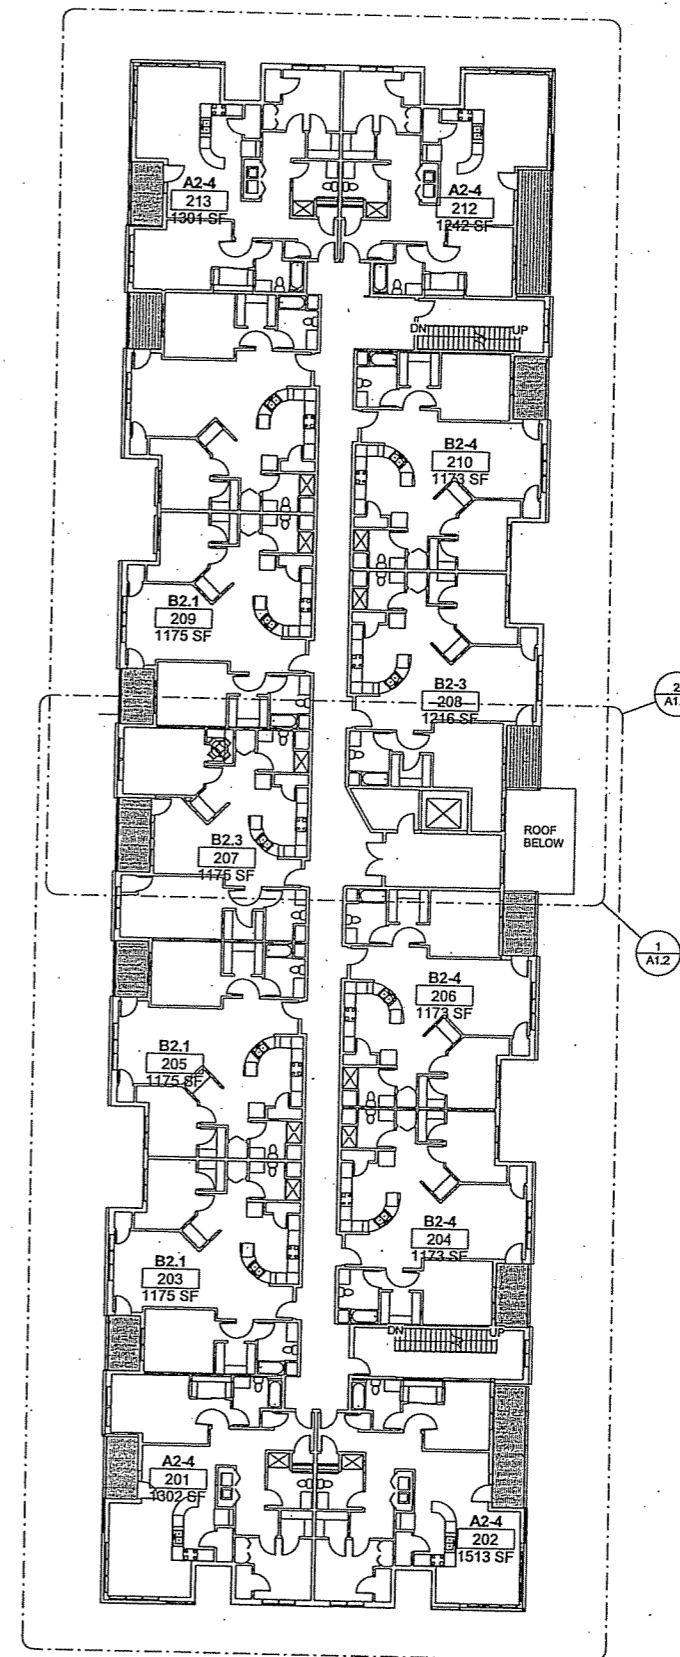 A2-4
213
1301 SF
A2-4
212
1242 SF
DN
UP
B2-4
210
1173 SF
B2.1
209
1175 SF
B2-3
208
1216 SF
2
B2.3
207
1175 SF
ROOF
BELOW
1
A1.2
B2-4
206
1173 SF
B2.1
205
1175 SF
B2-4
204
1173 SF
B2.1
203
1175 SF
DN
UP
A2-4
201
1302 SF
A2-4
202
1513 SF